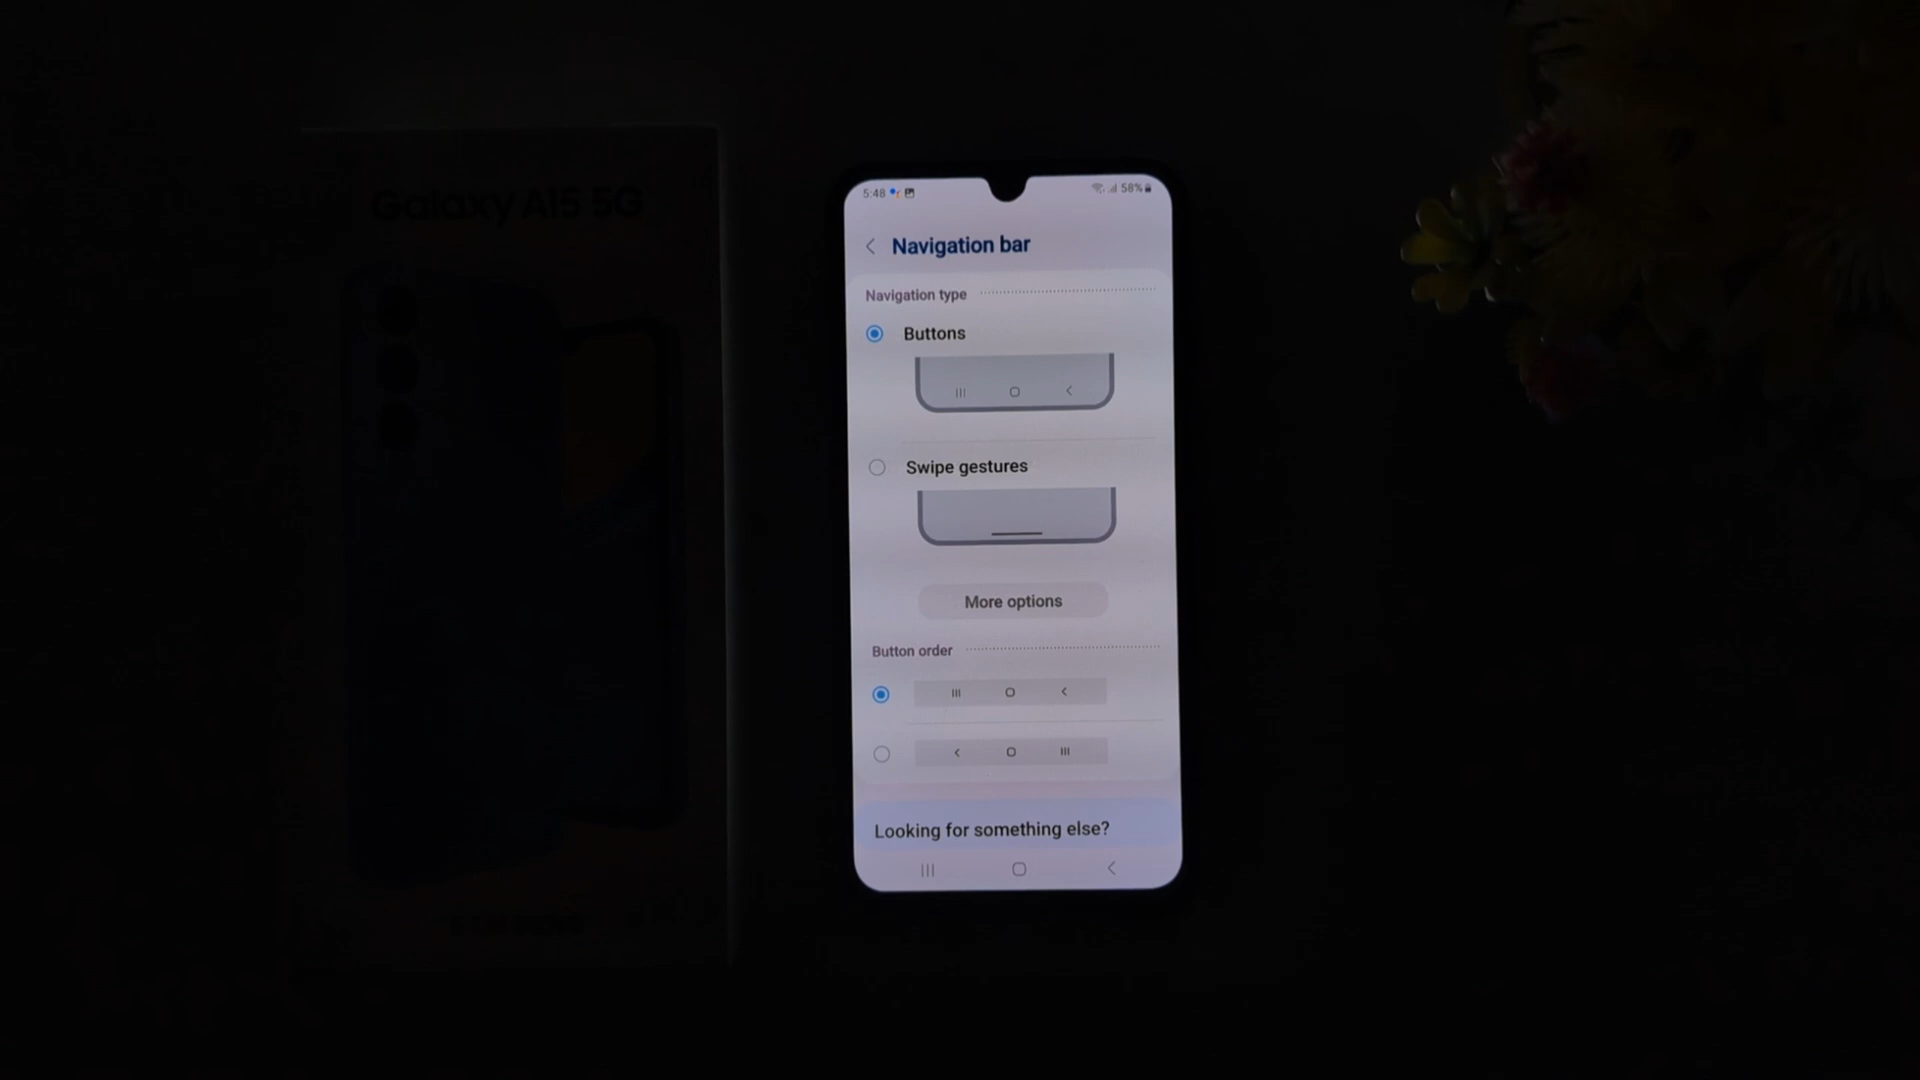 Galaxy A15 5G
5:48
58%
Navigation bar
Navigation type
Buttons
Swipe gestures
More options
Button order
Looking for something else?
SAMSUNG